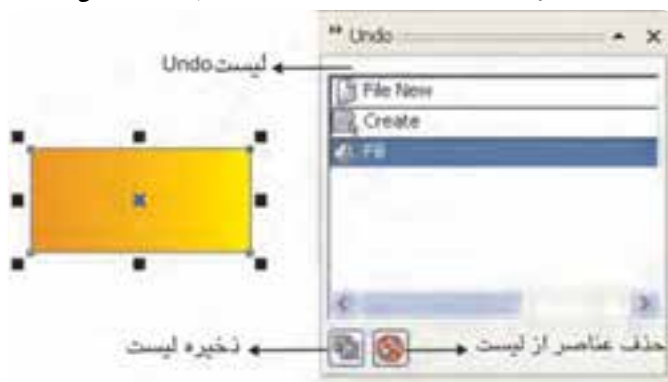 Undo
لیست Undo
File New
Create
Fill
ذخیره لیست
حذف عناصر از لیست